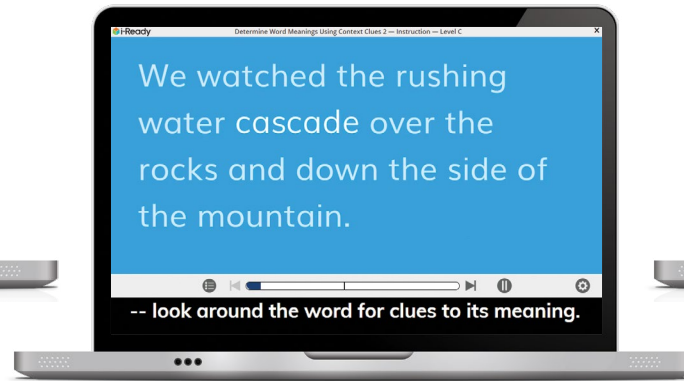 i-Ready Determine Word Meanings Using Context Clues 2 — Instruction — Level C X
We watched the rushing
water cascade over the
rocks and down the side of
the mountain.
-- look around the word for clues to its meaning.